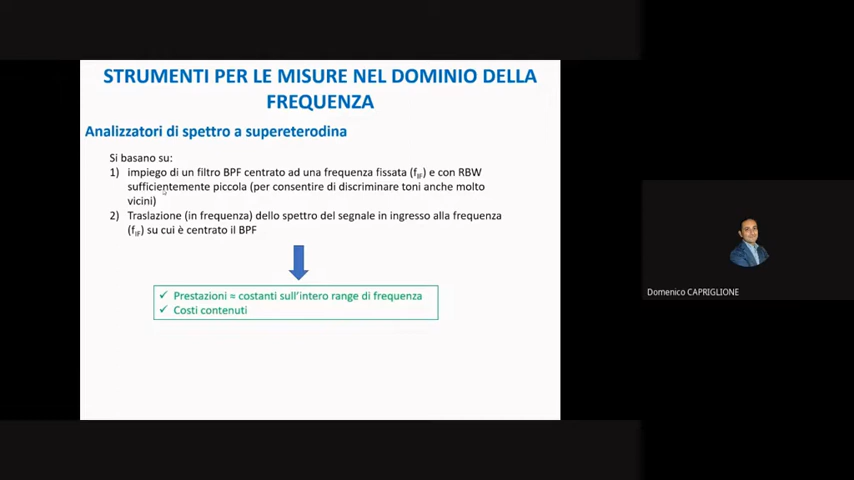 STRUMENTI PER LE MISURE NEL DOMINIO DELLA
FREQUENZA
Analizzatori di spettro a supereterodina
Si basano su:
1) impiego di un filtro BPF centrato ad una frequenza fissata (fIF) e con RBW
sufficientemente piccola (per consentire di discriminare toni anche molto
vicini)
2) Traslazione (in frequenza) dello spettro del segnale in ingresso alla frequenza
(fIF) su cui è centrato il BPF
✓ Prestazioni ≈ costanti sull'intero range di frequenza
✓ Costi contenuti
Domenico CAPRIGLIONE